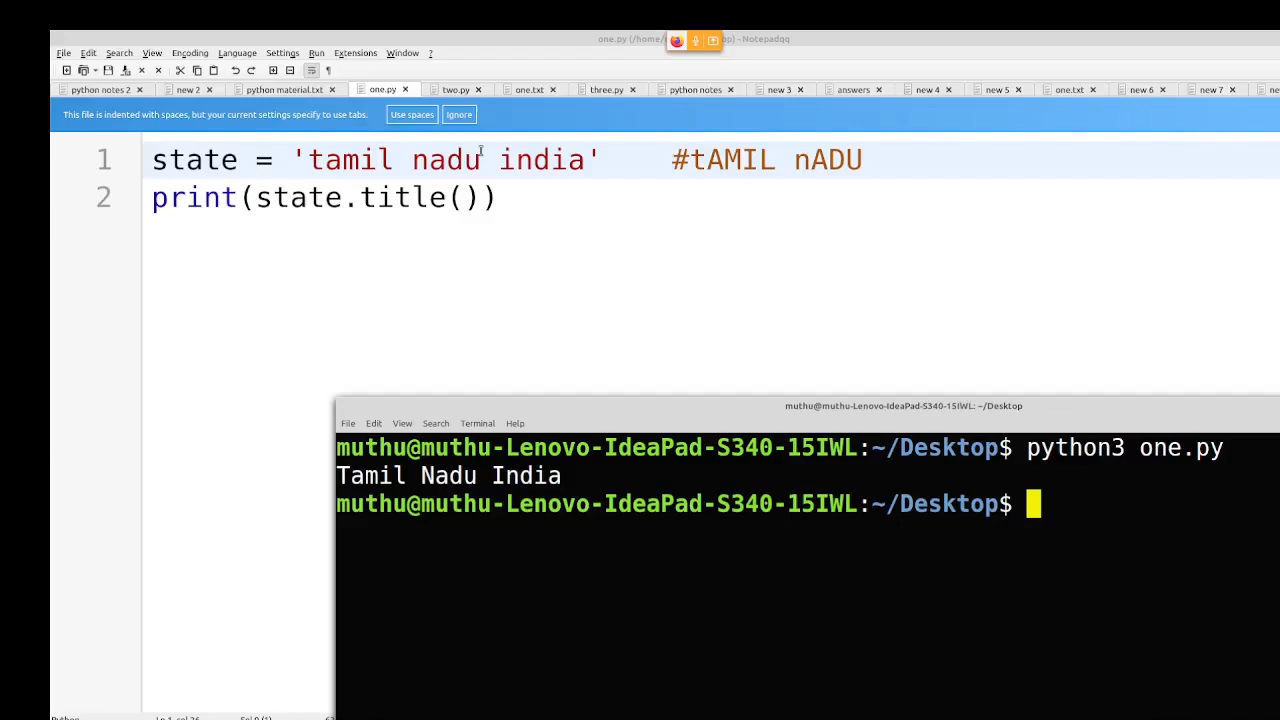 one.py (/home/ op) - Notepadqq
File Edit Search View Encoding Language Settings Run Extensions Window ?
python notes 2 new 2 python material.txt one.py two.py one.txt three.py python notes new 3 answers new 4 new 5 one.txt new 6 new 7
This file is indented with spaces, but your current settings specify to use tabs. Use spaces Ignore
1 state = 'tamil nadu india' #tAMIL nADU
2 print(state.title())
muthu@muthu-Lenovo-IdeaPad-S340-15IWL: ~/Desktop
File Edit View Search Terminal Help
muthu@muthu-Lenovo-IdeaPad-S340-15IWL:~/Desktop$ python3 one.py
Tamil Nadu India
muthu@muthu-Lenovo-IdeaPad-S340-15IWL:~/Desktop$